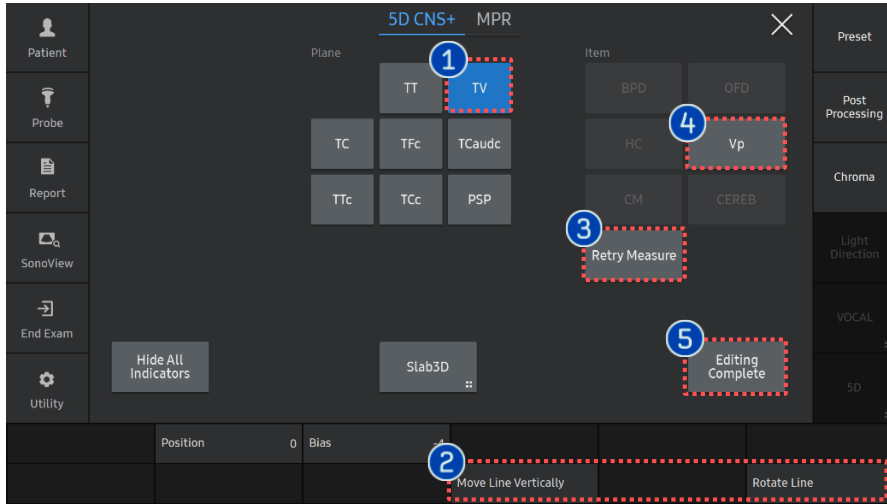 5D CNS+ MPR
Patient
Plane
Item
Preset
1
TT
TV
BPD
OFD
Probe
Post
Processing
4
TC
TFc
TCaudc
HC
Vp
Report
Chroma
TTc
TCc
PSP
CM
CEREB
3
SonoView
Retry Measure
Light
Direction
End Exam
VOCAL
5
Hide All
Indicators
Slab3D
Editing
Complete
Utility
5D
Position 0
Bias -4
2
Move Line Vertically
Rotate Line